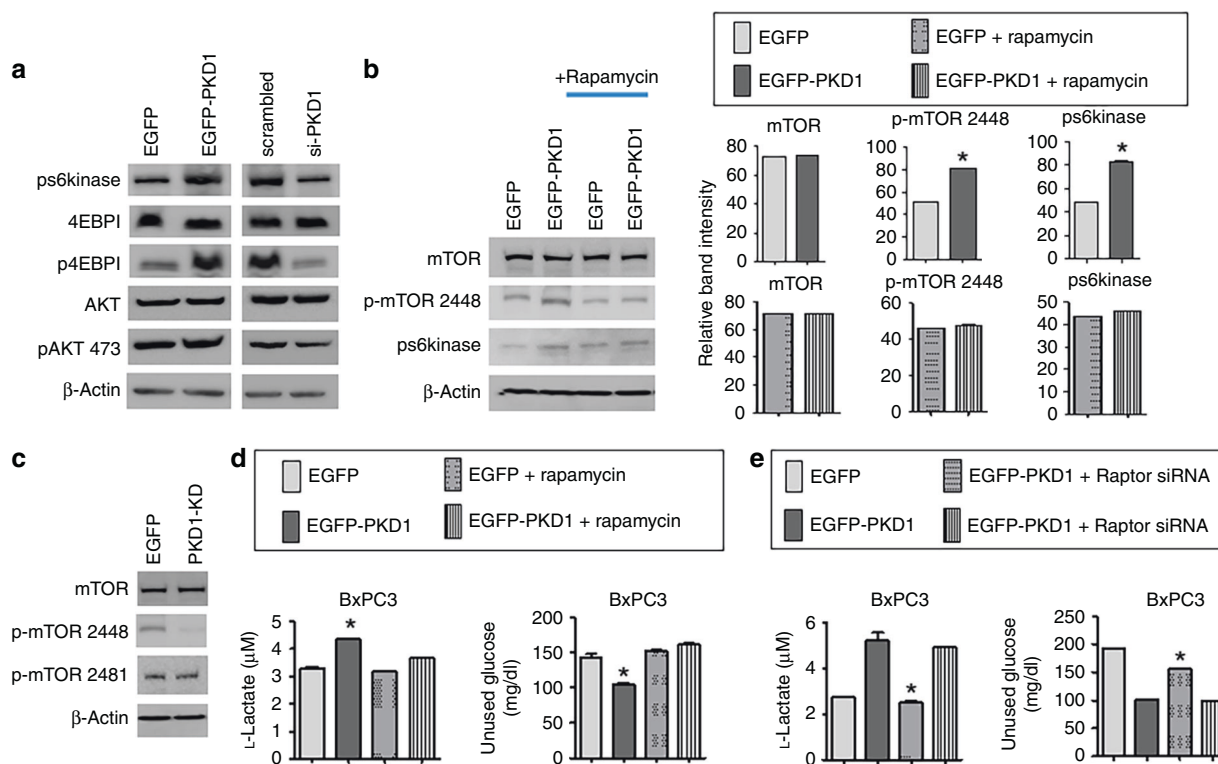 a
EGFP
EGFP-PKD1
scrambled
si-PKD1
ps6kinase
4EBPI
p4EBPI
AKT
pAKT 473
β-Actin
b
+Rapamycin
EGFP
EGFP-PKD1
EGFP
EGFP-PKD1
mTOR
p-mTOR 2448
ps6kinase
β-Actin
EGFP
EGFP + rapamycin
EGFP-PKD1
EGFP-PKD1 + rapamycin
Relative band intensity
mTOR
80
60
40
20
0
p-mTOR 2448
100
80
60
40
20
0
*
ps6kinase
100
80
60
40
20
0
*
mTOR
80
60
40
20
0
p-mTOR 2448
60
40
20
0
ps6kinase
50
40
30
20
10
0
c
EGFP
PKD1-KD
mTOR
p-mTOR 2448
p-mTOR 2481
β-Actin
d
EGFP
EGFP + rapamycin
EGFP-PKD1
EGFP-PKD1 + rapamycin
BxPC3
L-Lactate (μM)
5
4
3
2
1
0
*
BxPC3
Unused glucose
(mg/dl)
200
150
100
50
0
*
e
EGFP
EGFP-PKD1 + Raptor siRNA
EGFP-PKD1
EGFP-PKD1 + Raptor siRNA
BxPC3
L-Lactate (μM)
6
4
2
0
*
BxPC3
Unused glucose
(mg/dl)
250
200
150
100
50
0
*